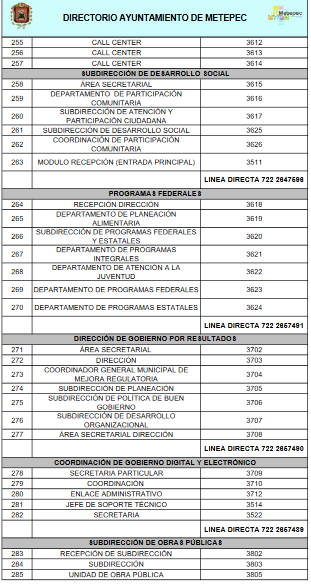 Metepec
DIRECTORIO AYUNTAMIENTO DE METEPEC
255 CALL CENTER 3612
256 CALL CENTER 3613
257 CALL CENTER 3614
SUBDIRECCIÓN DE DESARROLLO SOCIAL
258 ÁREA SECRETARIAL 3615
259 DEPARTAMENTO DE PARTICIPACIÓN COMUNITARIA 3616
260 SUBDIRECCIÓN DE ATENCIÓN Y PARTICIPACIÓN CIUDADANA 3617
261 SUBDIRECCIÓN DE DESARROLLO SOCIAL 3625
262 COORDINACIÓN DE PARTICIPACIÓN COMUNITARIA 3626
263 MODULO RECEPCIÓN (ENTRADA PRINCIPAL) 3511
LINEA DIRECTA 722 2647596
PROGRAMAS FEDERALES
264 RECEPCIÓN DIRECCIÓN 3618
265 DEPARTAMENTO DE PLANEACIÓN ALIMENTARIA 3619
266 SUBDIRECCIÓN DE PROGRAMAS FEDERALES Y ESTATALES 3620
267 DEPARTAMENTO DE PROGRAMAS INTEGRALES 3621
268 DEPARTAMENTO DE ATENCIÓN A LA JUVENTUD 3622
269 DEPARTAMENTO DE PROGRAMAS FEDERALES 3623
270 DEPARTAMENTO DE PROGRAMAS ESTATALES 3624
LINEA DIRECTA 722 2657491
DIRECCIÓN DE GOBIERNO POR RESULTADOS
271 ÁREA SECRETARIAL 3702
272 DIRECCIÓN 3703
273 COORDINADOR GENERAL MUNICIPAL DE MEJORA REGULATORIA 3704
274 SUBDIRECCIÓN DE PLANEACIÓN 3705
275 SUBDIRECCIÓN DE POLÍTICA DE BUEN GOBIERNO 3706
276 SUBDIRECCIÓN DE DESARROLLO ORGANIZACIONAL 3707
277 ÁREA SECRETARIAL DIRECCIÓN 3708
LINEA DIRECTA 722 2657490
COORDINACIÓN DE GOBIERNO DIGITAL Y ELECTRÓNICO
278 SECRETARIA PARTICULAR 3709
279 COORDINACIÓN 3710
280 ENLACE ADMINISTRATIVO 3712
281 JEFE DE SOPORTE TÉCNICO 3514
282 SECRETARIA 3522
LINEA DIRECTA 722 2657439
SUBDIRECCIÓN DE OBRAS PÚBLICAS
283 RECEPCIÓN DE SUBDIRECCIÓN 3802
284 SUBDIRECCIÓN 3803
285 UNIDAD DE OBRA PÚBLICA 3805